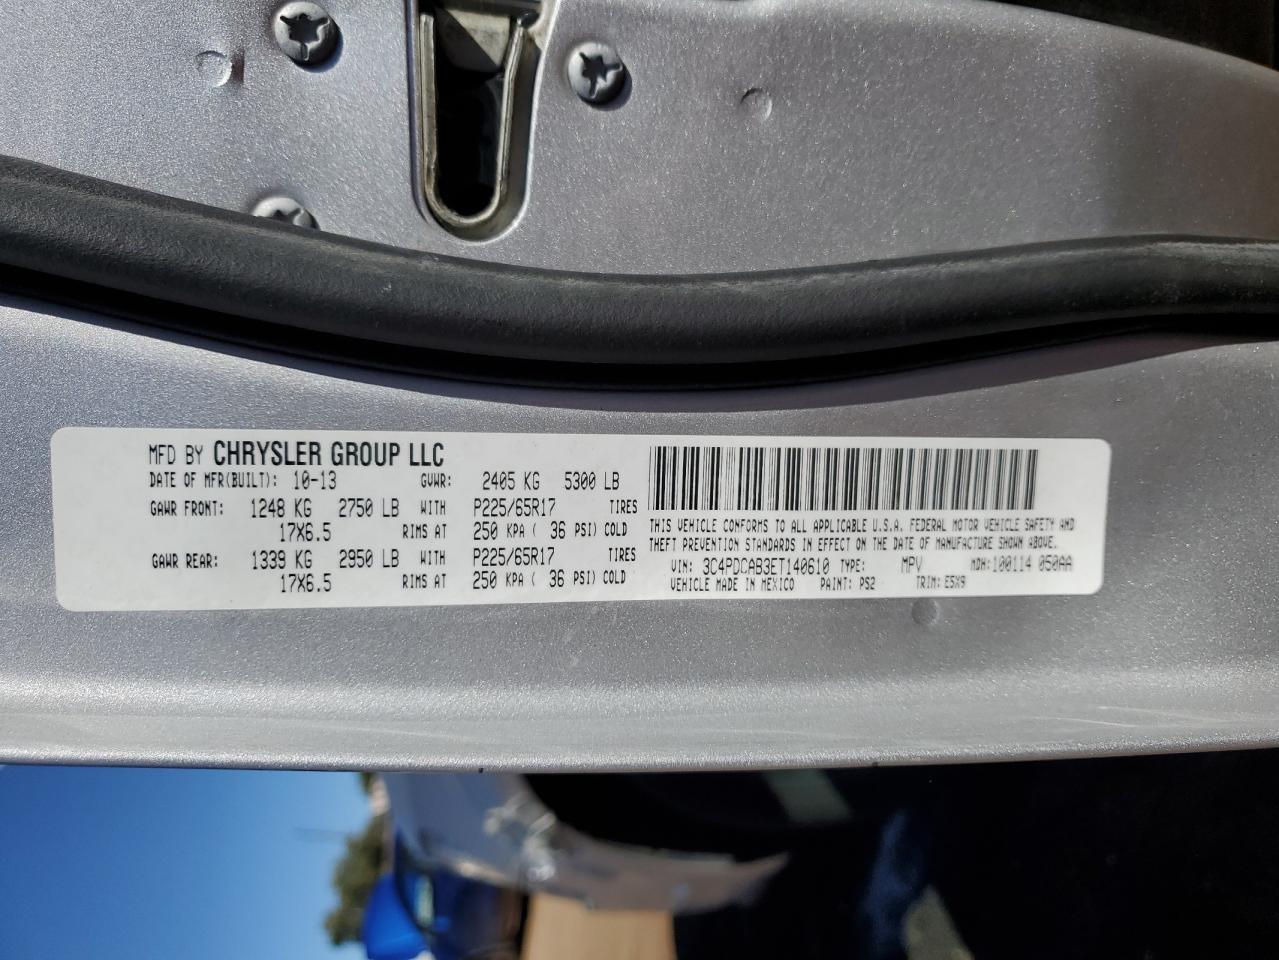 MFD BY CHRYSLER GROUP LLC
DATE OF MFR(BUILT): 10-13 GVWR: 2405 KG 5300 LB
GAWR FRONT: 1248 KG 2750 LB WITH P225/65R17 TIRES
17X6.5 RIMS AT 250 KPA ( 36 PSI) COLD
GAWR REAR: 1339 KG 2950 LB WITH P225/65R17 TIRES
17X6.5 RIMS AT 250 KPA ( 36 PSI) COLD
THIS VEHICLE CONFORMS TO ALL APPLICABLE U.S.A. FEDERAL MOTOR VEHICLE SAFETY AND
THEFT PREVENTION STANDARDS IN EFFECT ON THE DATE OF MANUFACTURE SHOWN ABOVE.
VIN: 3C4PDCAB3ET140610 TYPE: MPV MDH:100114 050AA
VEHICLE MADE IN MEXICO PAINT: PS2 TRIM: E5X9